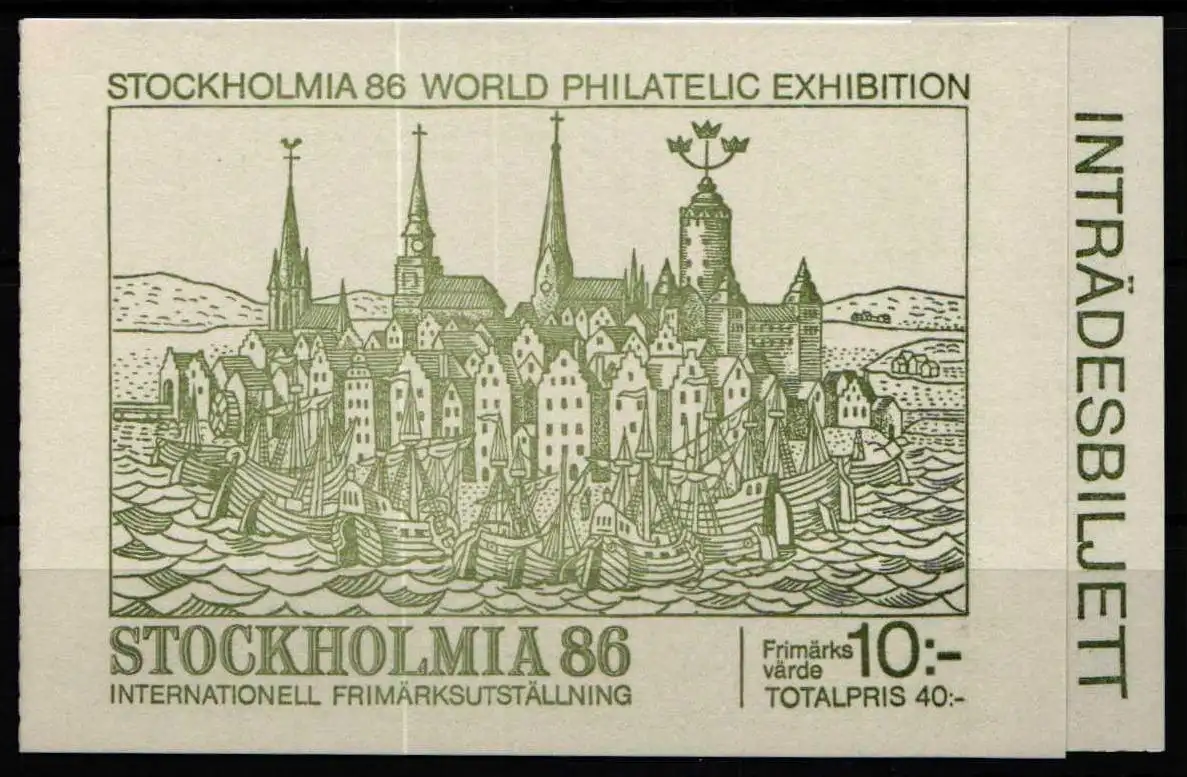 STOCKHOLMIA 86 WORLD PHILATELIC EXHIBITION
STOCKHOLMIA 86
INTERNATIONELL FRIMÄRKSUTSTÄLLNING
Frimärks
värde 10:-
TOTALPRIS 40:-
INTRÄDESBILJETT